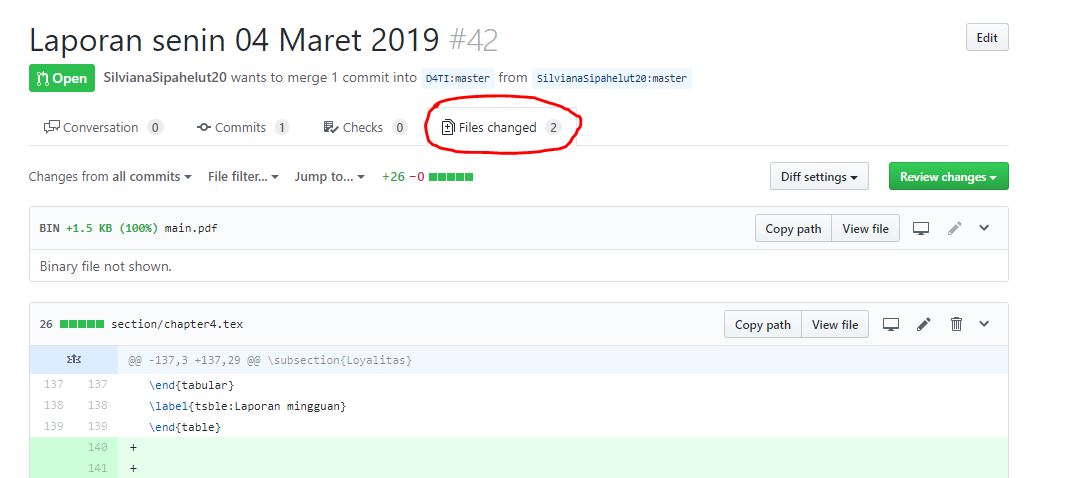 Laporan senin 04 Maret 2019 #42
Edit
Open SilvianaSipahelut20 wants to merge 1 commit into D4TI:master from SilvianaSipahelut20:master
Conversation 0 Commits 1 Checks 0 Files changed 2
Changes from all commits File filter... Jump to... +26 −0 Diff settings Review changes
BIN +1.5 KB (100%) main.pdf Copy path View file
Binary file not shown.
26 section/chapter4.tex Copy path View file
@@ -137,3 +137,29 @@ \subsection{Loyalitas}
137 137 \end{tabular}
138 138 \label{tsble:Laporan mingguan}
139 139 \end{table}
140 +
141 +